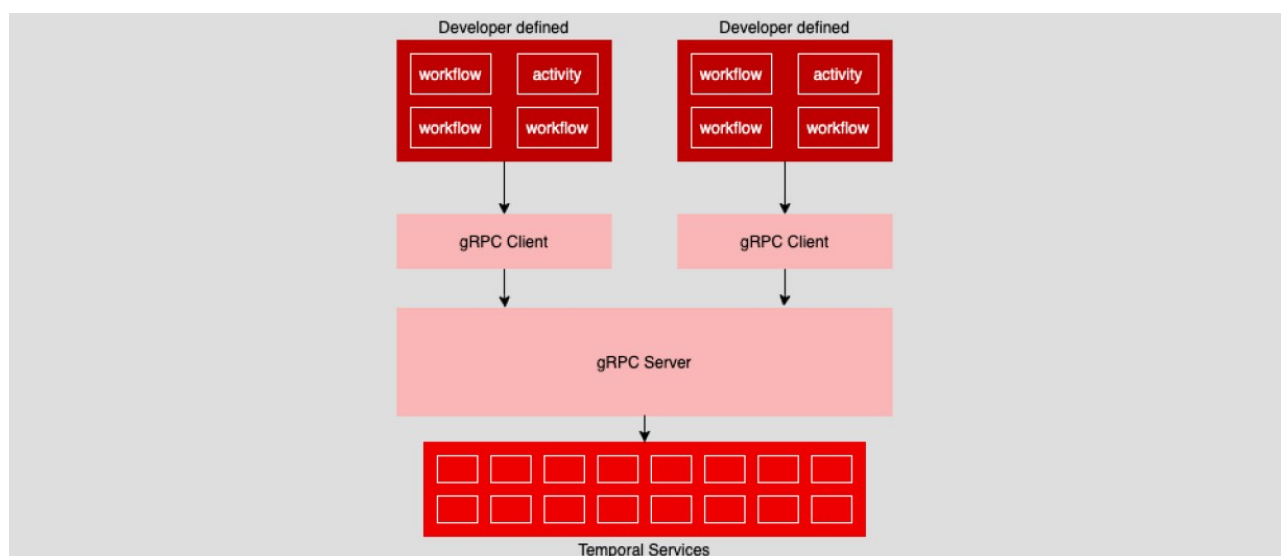 Developer defined
Developer defined
workflow activity
workflow activity
workflow workflow
workflow workflow
gRPC Client
gRPC Client
gRPC Server
Temporal Services